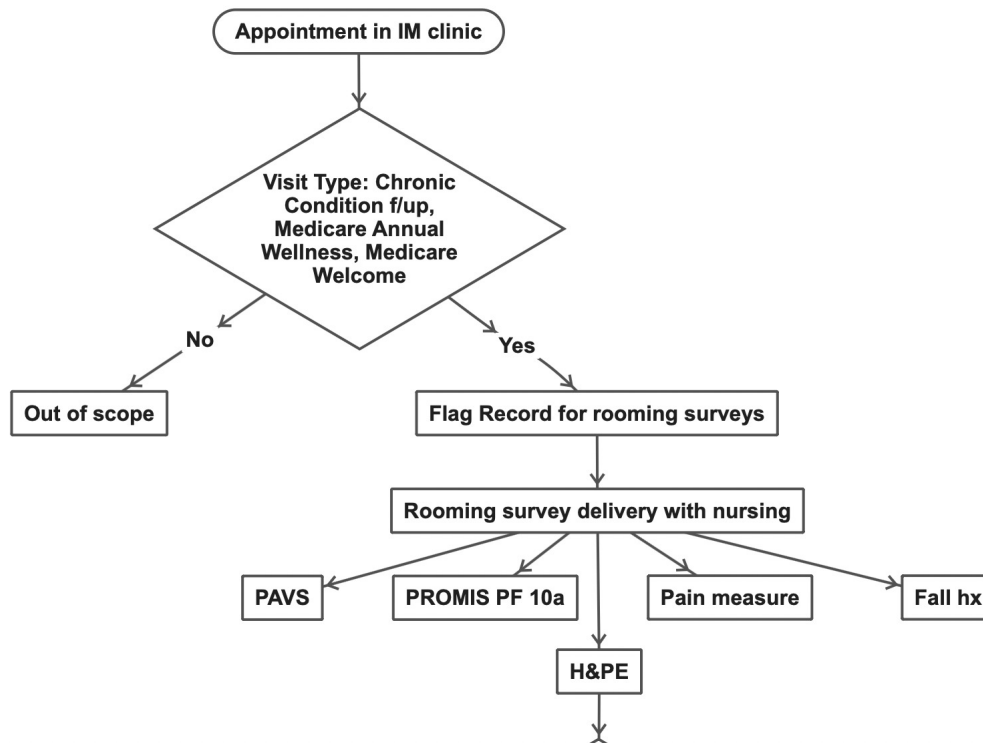 Appointment in IM clinic
Visit Type: Chronic
Condition f/up,
Medicare Annual
Wellness, Medicare
Welcome
No
Yes
Out of scope
Flag Record for rooming surveys
Rooming survey delivery with nursing
PAVS
PROMIS PF 10a
Pain measure
Fall hx
H&PE